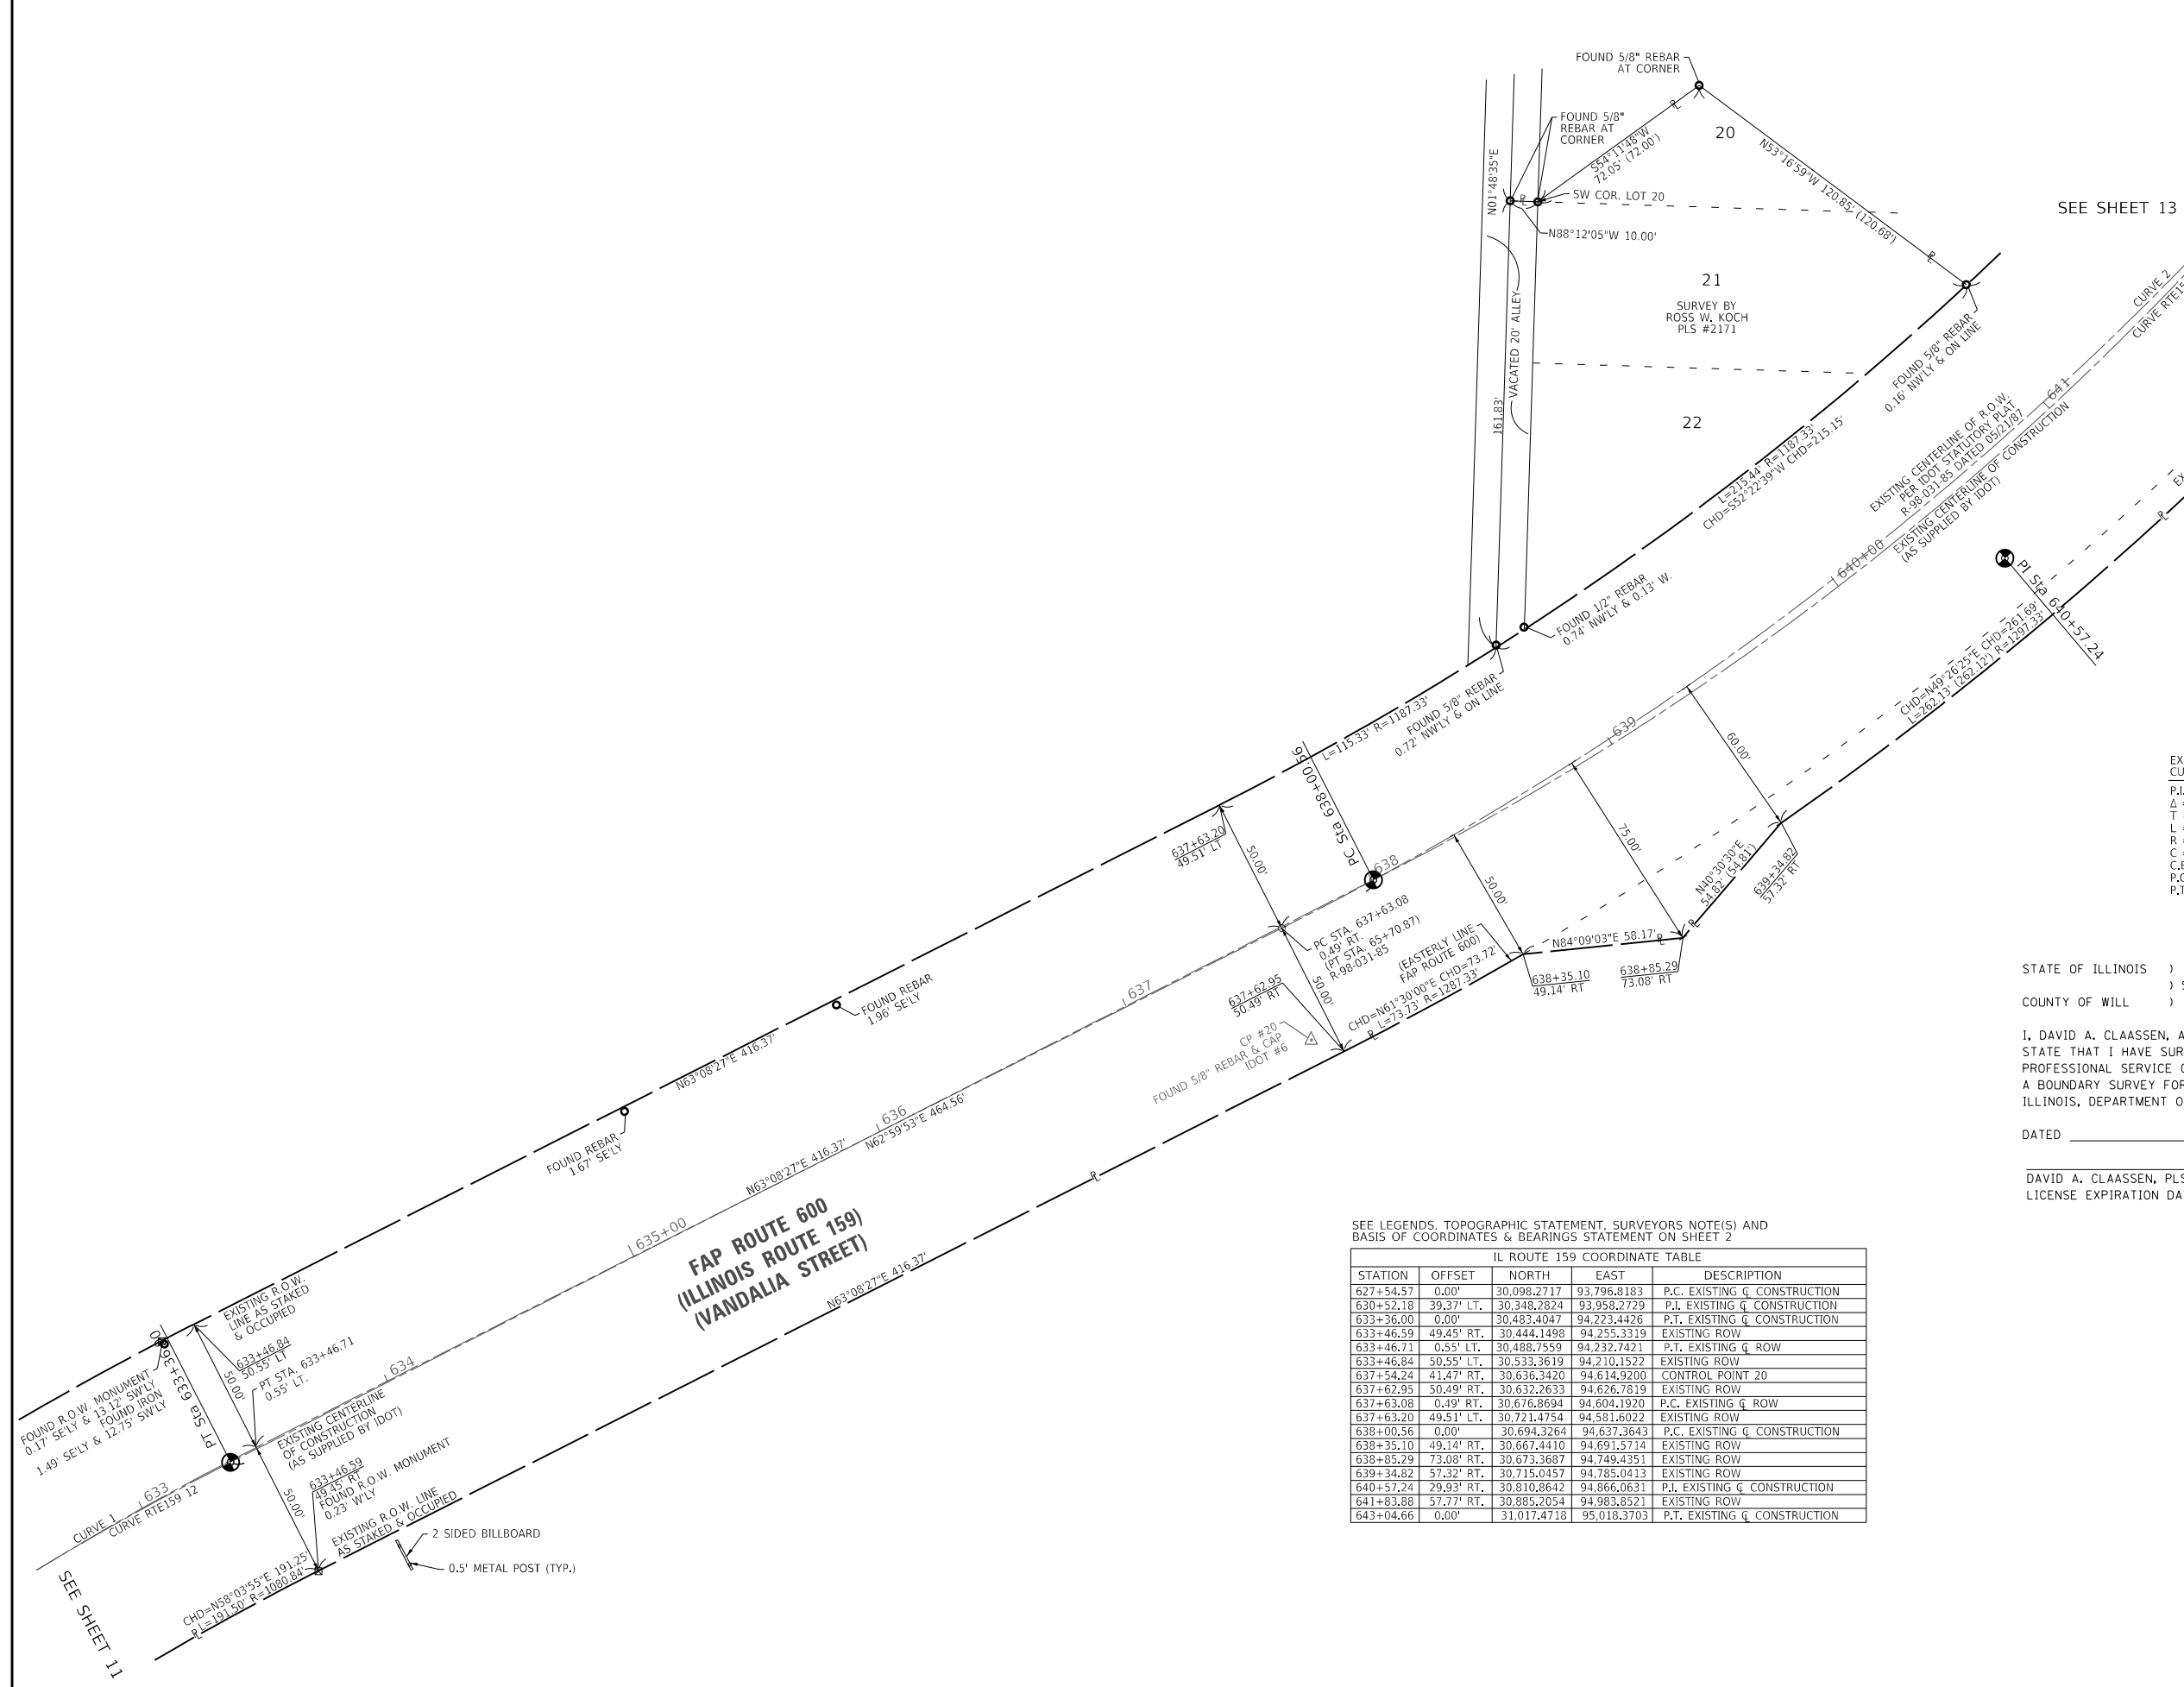 FOUND 5/8" REBAR
AT CORNER
FOUND 5/8"
REBAR AT
CORNER
20
S54°11'48"W
72.05' (72.00')
N53°16'59"W 120.85' (120.68')
N01°48'35"E
SW COR. LOT 20
N88°12'05"W 10.00'
SEE SHEET 13
21
SURVEY BY
ROSS W. KOCH
PLS #2171
VACATED 20' ALLEY
161.83'
22
FOUND 5/8" REBAR
0.16' NW'LY & ON LINE
CURVE 2
L=215.44' R=1187.33'
CHD=S52°22'39"W CHD=215.15'
EXISTING CENTERLINE OF R.O.W.
PER IDOT STATUTORY PLAT
R-98-031-85 DATED 05/21/87
EXISTING CENTERLINE OF CONSTRUCTION
(AS SUPPLIED BY IDOT)
641
640+00
PI Sta 640+57.24
FOUND 1/2" REBAR
0.74' NW'LY & 0.13' W.
FOUND 5/8" REBAR
0.72' NW'LY & ON LINE
L=115.33' R=1187.33'
CHD=N49°26'25"E CHD=261.69'
L=262.13' (262.12') R=1297.33'
639
60.00'
75.00'
50.00'
PC Sta 638+00.56
638
637+63.20
49.51' LT
50.00'
PC STA. 637+63.08
0.49' RT.
(PT STA. 65+70.87)
R-98-031-85
(EASTERLY LINE
FAP ROUTE 600)
CHD=N61°30'00"E CHD=73.72'
L=73.73' R=1287.33'
N84°09'03"E 58.17'
N40°30'30"E
54.82' (54.81')
639+34.82
57.32' RT
638+35.10
49.14' RT
638+85.29
73.08' RT
637+62.95
50.49' RT
50.00'
CP #20
FOUND 5/8" REBAR & CAP
IDOT #6
637
FOUND REBAR
1.96' SE'LY
N63°08'27"E 416.37'
FOUND REBAR
1.67' SE'LY
636
N63°08'27"E 416.37'
N62°59'53"E 464.56'
635+00
FAP ROUTE 600
(ILLINOIS ROUTE 159)
(VANDALIA STREET)
N63°08'27"E 416.37'
EXISTING R.O.W.
LINE AS STAKED
& OCCUPIED
633+46.84
50.55' LT
PT STA. 633+46.71
0.55' LT.
50.00'
634
FOUND R.O.W. MONUMENT
0.17' SE'LY & 13.12' SW'LY
FOUND IRON
1.49' SE'LY & 12.75' SW'LY
EXISTING CENTERLINE
OF CONSTRUCTION
(AS SUPPLIED BY IDOT)
633+46.59
49.45' RT
FOUND R.O.W. MONUMENT
0.23' W'LY
50.00'
EXISTING R.O.W. LINE
AS STAKED & OCCUPIED
633
CURVE 1
CURVE RTE159 12
2 SIDED BILLBOARD
0.5' METAL POST (TYP.)
CHD=N58°03'55"E 191.25'
L=191.50' R=1080.84'
SEE SHEET 11
STATE OF ILLINOIS )
COUNTY OF WILL )
I, DAVID A. CLAASSEN, A
STATE THAT I HAVE SUR
PROFESSIONAL SERVICE
A BOUNDARY SURVEY FOR
ILLINOIS, DEPARTMENT O
DATED
DAVID A. CLAASSEN, PLS
LICENSE EXPIRATION DA
SEE LEGENDS, TOPOGRAPHIC STATEMENT, SURVEYORS NOTE(S) AND
BASIS OF COORDINATES & BEARINGS STATEMENT ON SHEET 2
IL ROUTE 159 COORDINATE TABLE
STATION OFFSET NORTH EAST DESCRIPTION
627+54.57 0.00' 30,098.2717 93,796.8183 P.C. EXISTING ℄ CONSTRUCTION
630+52.18 39.37' LT. 30,348.2824 93,958.2729 P.I. EXISTING ℄ CONSTRUCTION
633+36.00 0.00' 30,483.4047 94,223.4426 P.T. EXISTING ℄ CONSTRUCTION
633+46.59 49.45' RT. 30,444.1498 94,255.3319 EXISTING ROW
633+46.71 0.55' LT. 30,488.7559 94,232.7421 P.T. EXISTING ℄ ROW
633+46.84 50.55' LT. 30,533.3619 94,210.1522 EXISTING ROW
637+54.24 41.47' RT. 30,636.3420 94,614.9200 CONTROL POINT 20
637+62.95 50.49' RT. 30,632.2633 94,626.7819 EXISTING ROW
637+63.08 0.49' RT. 30,676.8694 94,604.1920 P.C. EXISTING ℄ ROW
637+63.20 49.51' LT. 30,721.4754 94,581.6022 EXISTING ROW
638+00.56 0.00' 30,694.3264 94,637.3643 P.C. EXISTING ℄ CONSTRUCTION
638+35.10 49.14' RT. 30,667.4410 94,691.5714 EXISTING ROW
638+85.29 73.08' RT. 30,673.3687 94,749.4351 EXISTING ROW
639+34.82 57.32' RT. 30,715.0457 94,785.0413 EXISTING ROW
640+57.24 29.93' RT. 30,810.8642 94,866.0631 P.I. EXISTING ℄ CONSTRUCTION
641+83.88 57.77' RT. 30,885.2054 94,983.8521 EXISTING ROW
643+04.66 0.00' 31,017.4718 95,018.3703 P.T. EXISTING ℄ CONSTRUCTION